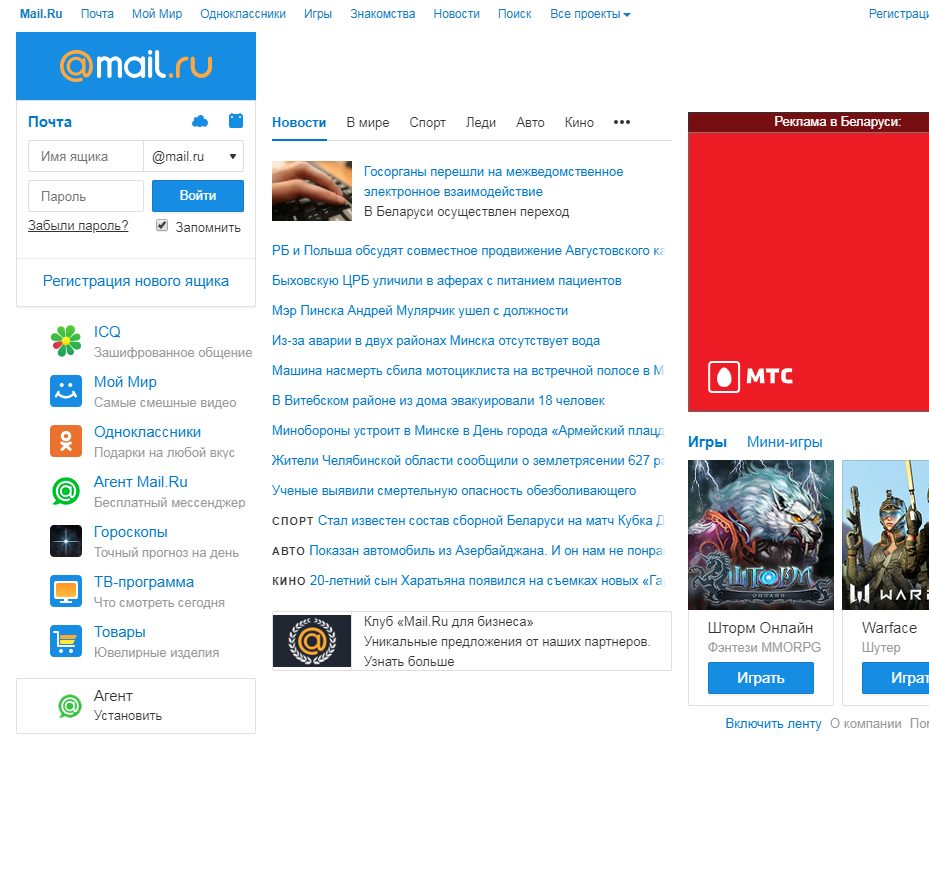 Mail.Ru Почта Мой Мир Одноклассники Игры Знакомства Новости Поиск Все проекты Регистраци
@mail.ru
Почта
Имя ящика @mail.ru
Пароль Войти
Забыли пароль? Запомнить
Регистрация нового ящика
ICQ
Зашифрованное общение
Мой Мир
Самые смешные видео
Одноклассники
Подарки на любой вкус
Агент Mail.Ru
Бесплатный мессенджер
Гороскопы
Точный прогноз на день
ТВ-программа
Что смотреть сегодня
Товары
Ювелирные изделия
Агент
Установить
Новости В мире Спорт Леди Авто Кино •••
Госорганы перешли на межведомственное
электронное взаимодействие
В Беларуси осуществлен переход
РБ и Польша обсудят совместное продвижение Августовского ка
Быховскую ЦРБ уличили в аферах с питанием пациентов
Мэр Пинска Андрей Мулярчик ушел с должности
Из-за аварии в двух районах Минска отсутствует вода
Машина насмерть сбила мотоциклиста на встречной полосе в М
В Витебском районе из дома эвакуировали 18 человек
Минобороны устроит в Минске в День города «Армейский плацд
Жители Челябинской области сообщили о землетрясении 627 ра
Ученые выявили смертельную опасность обезболивающего
СПОРТ Стал известен состав сборной Беларуси на матч Кубка Д
АВТО Показан автомобиль из Азербайджана. И он нам не понра
КИНО 20-летний сын Харатьяна появился на съемках новых «Га
Клуб «Mail.Ru для бизнеса»
Уникальные предложения от наших партнеров.
Узнать больше
Реклама в Беларуси:
МТС
Игры Мини-игры
ШТОРМ
ОНЛАЙН
WARF
Шторм Онлайн
Фэнтези MMORPG
Играть
Warface
Шутер
Играт
Включить ленту О компании Пом